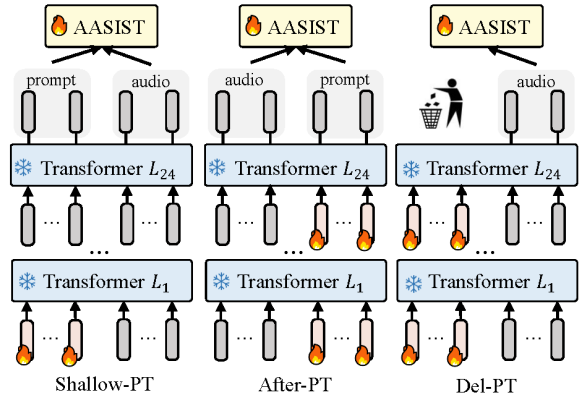 AASIST AASIST AASIST
prompt audio audio prompt audio
Transformer L₂₄ Transformer L₂₄ Transformer L₂₄
... ... ... ... ... ...
... ... ...
Transformer L₁ Transformer L₁ Transformer L₁
... ... ... ... ... ...
Shallow-PT After-PT Del-PT